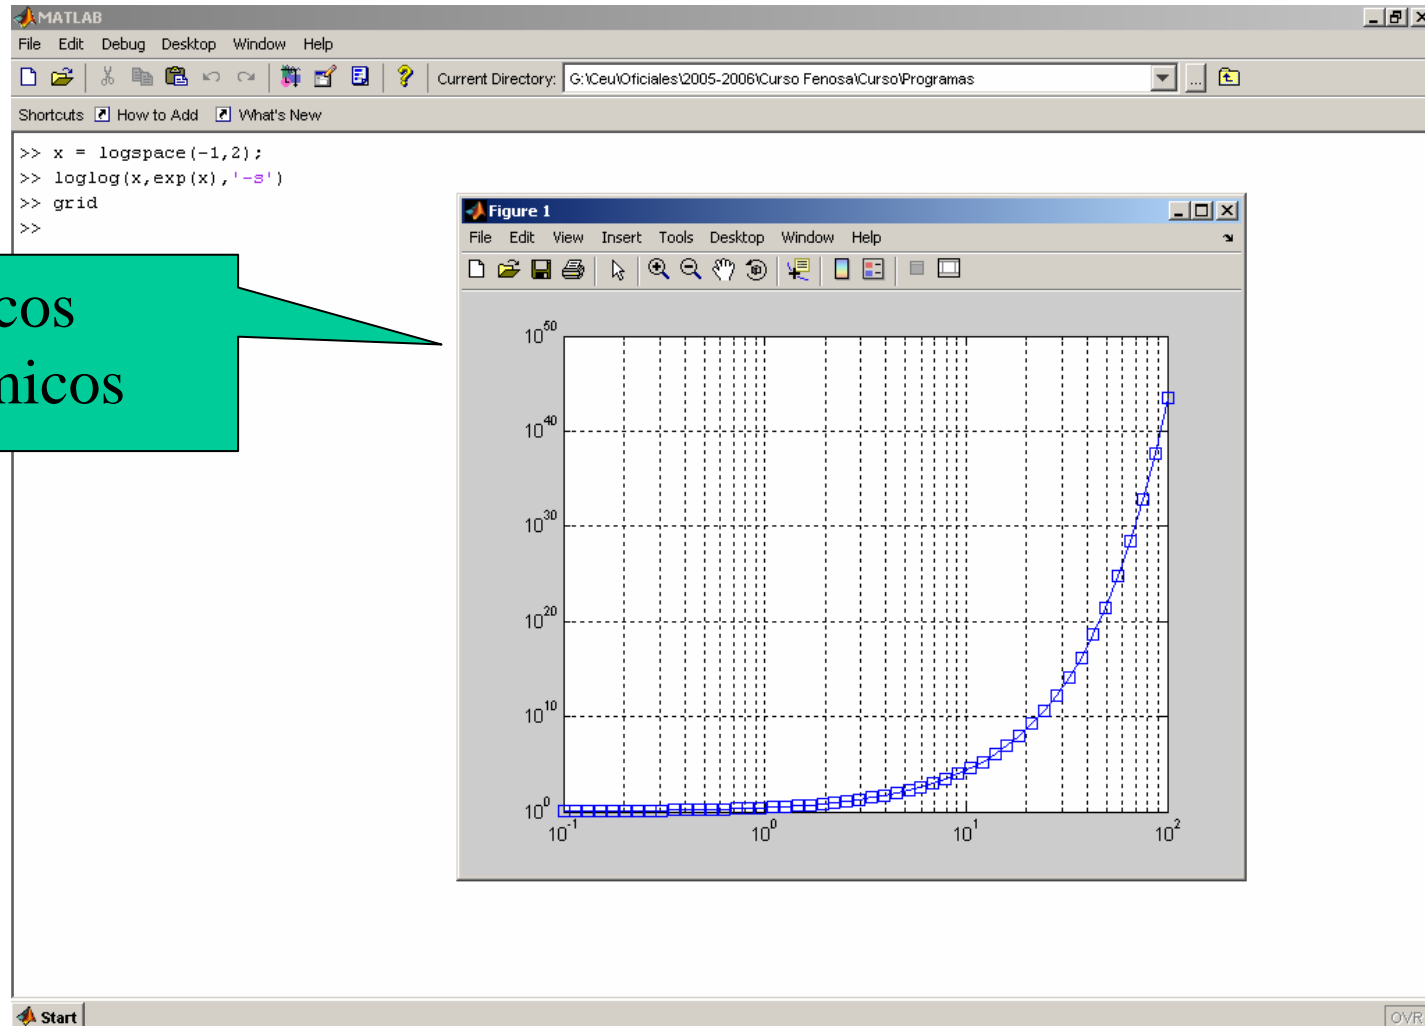 MATLAB
File Edit Debug Desktop Window Help
Current Directory: G:\Ceu\Oficiales\2005-2006\Curso Fenosa\Curso\Programas
Shortcuts How to Add What's New
>> x = logspace(-1,2);
>> loglog(x,exp(x),'-s')
>> grid
>>
cos
micos
Figure 1
File Edit View Insert Tools Desktop Window Help
10^50
10^40
10^30
10^20
10^10
10^0
10^-1 10^0 10^1 10^2
Start
OVR